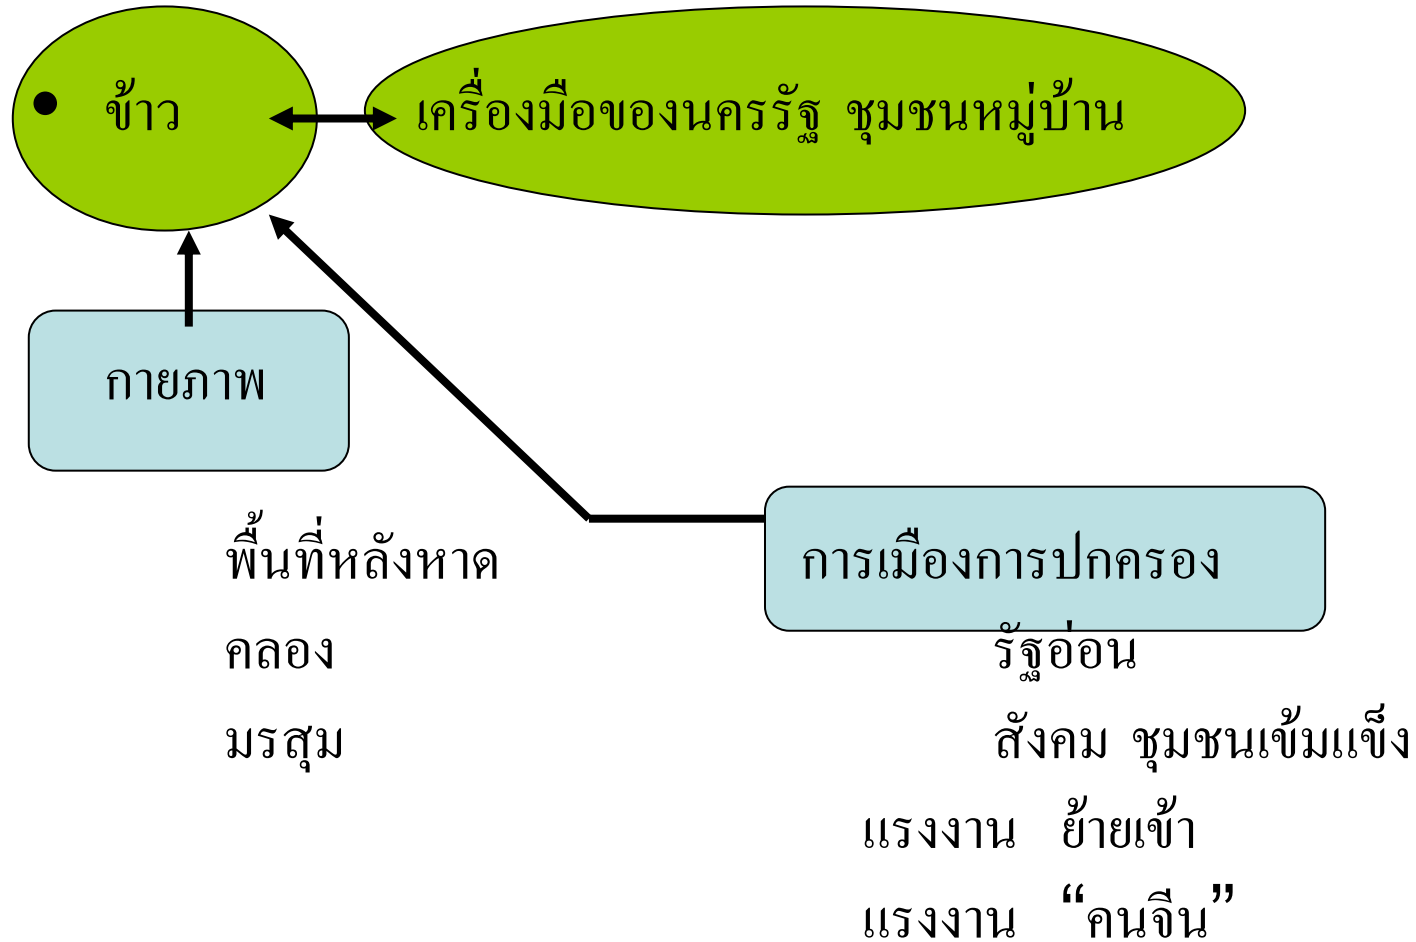 • ข้าว เครื่องมือของนครรัฐ ชุมชนหมู่บ้าน
กายภาพ
พื้นที่หลังหาด
การเมืองการปกครอง
คลอง
รัฐอ่อน
มรสุม
สังคม ชุมชนเข้มแข็ง
แรงงาน ย้ายเข้า
แรงงาน “คนจีน”